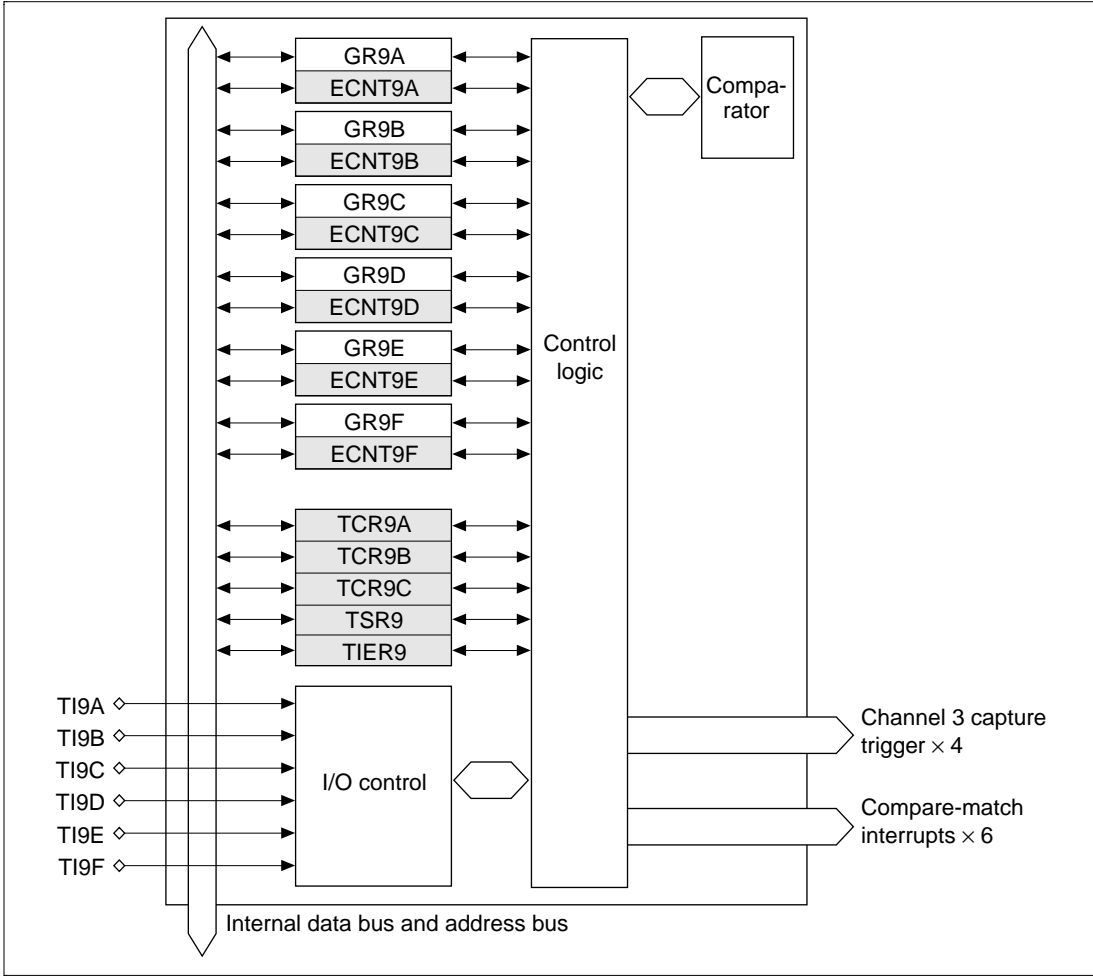 GR9A
ECNT9A
GR9B
ECNT9B
GR9C
ECNT9C
GR9D
ECNT9D
GR9E
ECNT9E
GR9F
ECNT9F
TCR9A
TCR9B
TCR9C
TSR9
TIER9
Control
logic
Compa-
rator
TI9A
TI9B
TI9C
TI9D
TI9E
TI9F
I/O control
Channel 3 capture
trigger × 4
Compare-match
interrupts × 6
Internal data bus and address bus